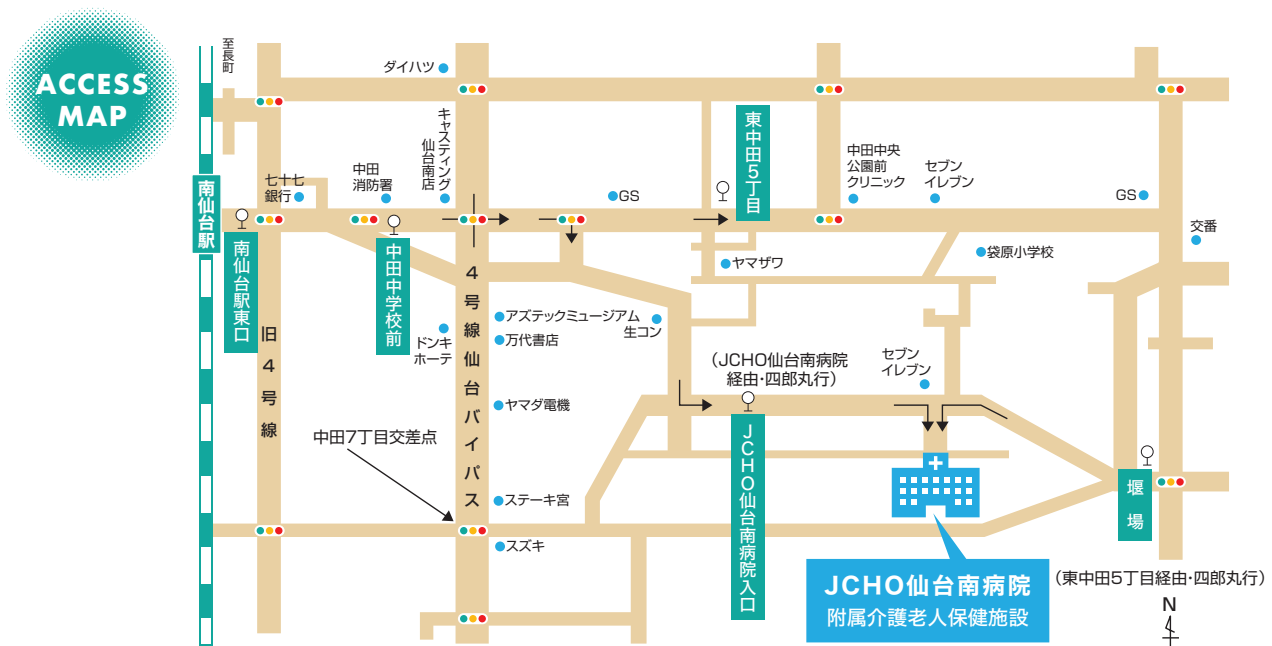 ACCESS
MAP
至長町
ダイハツ
キャスティング
仙台南店
中田
消防署
七十七
銀行
南仙台駅
南仙台駅東口
中田中学校前
GS
東中田5丁目
中田中央
公園前
クリニック
セブン
イレブン
GS
交番
袋原小学校
ヤマザワ
旧4号線
4号線仙台バイパス
ドンキ
ホーテ
アズテックミュージアム
生コン
万代書店
ヤマダ電機
中田7丁目交差点
ステーキ宮
スズキ
(JCHO仙台南病院
経由・四郎丸行)
JCHO仙台南病院入口
セブン
イレブン
堰場
(東中田5丁目経由・四郎丸行)
JCHO仙台南病院
附属介護老人保健施設
N